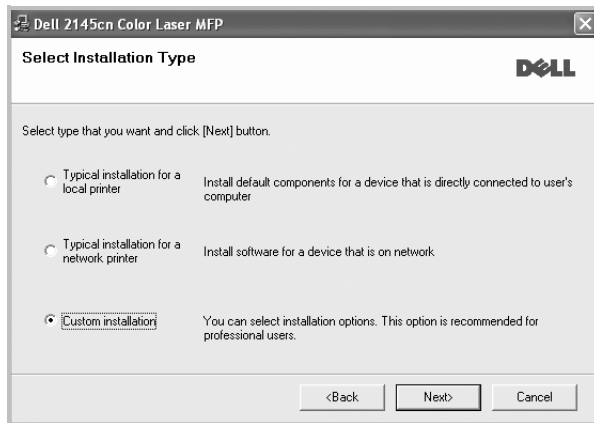 Dell 2145cn Color Laser MFP
Select Installation Type
DELL
Select type that you want and click [Next] button.
Typical installation for a
local printer
Install default components for a device that is directly connected to user's
computer
Typical installation for a
network printer
Install software for a device that is on network
Custom installation
You can select installation options. This option is recommended for
professional users.
<Back
Next>
Cancel